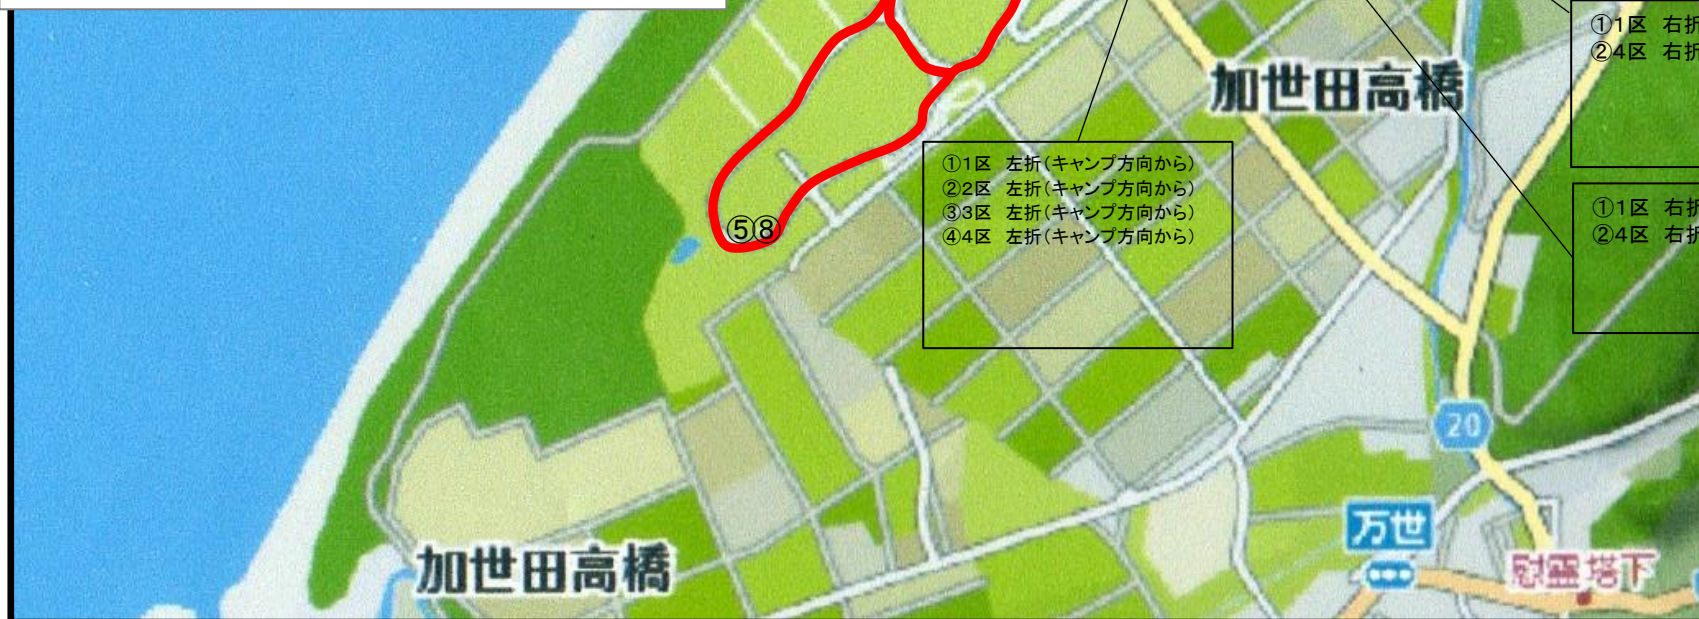 ①1区 右折
②4区 右折
加世田高橋
①1区 左折(キャンプ方向から)
②2区 左折(キャンプ方向から)
③3区 左折(キャンプ方向から)
④4区 左折(キャンプ方向から)
①1区 右折
②4区 右折
⑤⑧
20
万世
慰霊塔下
加世田高橋